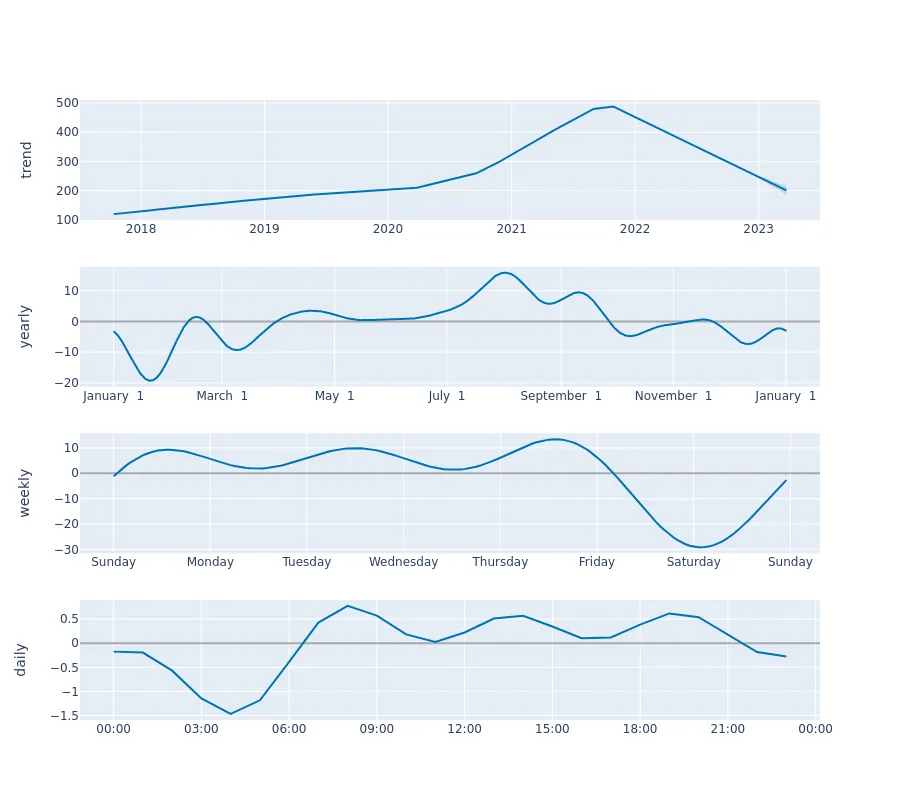 trend
500
400
300
200
100
2018 2019 2020 2021 2022 2023
yearly
10
0
−10
−20
January 1 March 1 May 1 July 1 September 1 November 1 January 1
weekly
10
0
−10
−20
−30
Sunday Monday Tuesday Wednesday Thursday Friday Saturday Sunday
daily
0.5
0
−0.5
−1
−1.5
00:00 03:00 06:00 09:00 12:00 15:00 18:00 21:00 00:00